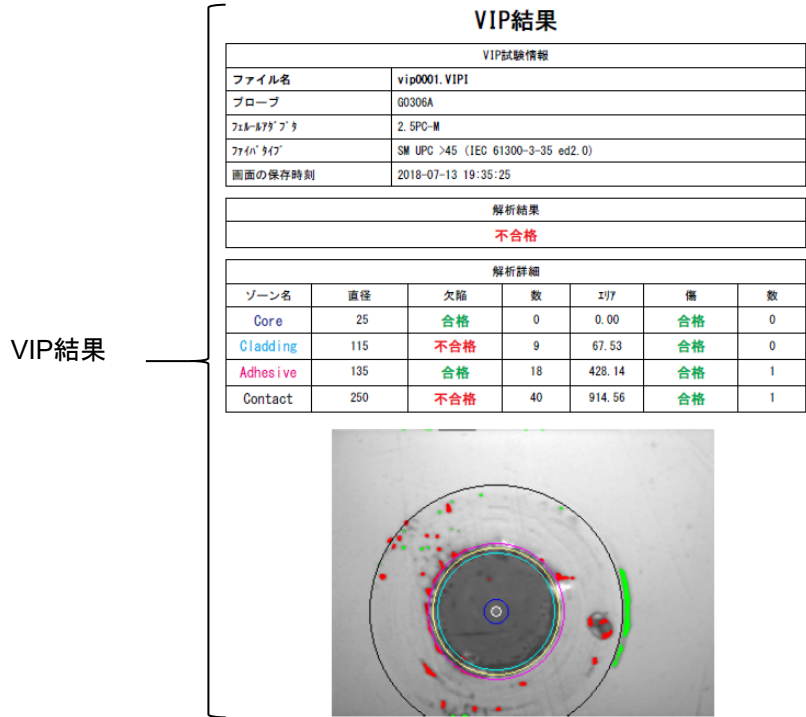 VIP結果
VIP結果
VIP試験情報
ファイル名 vip0001.VIPI
プローブ G0306A
ﾌｪﾙｰﾙｱﾀﾞﾌﾟﾀ 2.5PC-M
ﾌｧｲﾊﾞﾀｲﾌﾟ SM UPC >45 (IEC 61300-3-35 ed2.0)
画面の保存時刻 2018-07-13 19:35:25
解析結果
不合格
解析詳細
ゾーン名 直径 欠陥 数 ｴﾘｱ 傷 数
Core 25 合格 0 0.00 合格 0
Cladding 115 不合格 9 67.53 合格 0
Adhesive 135 合格 18 428.14 合格 1
Contact 250 不合格 40 914.56 合格 1